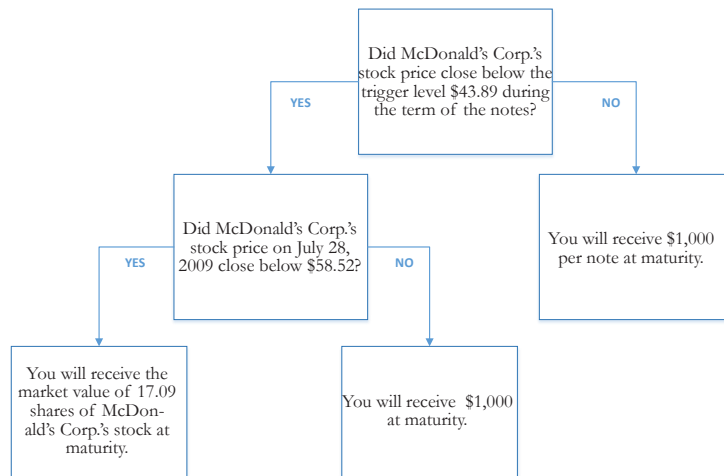 Did McDonald's Corp.'s
stock price close below the
trigger level $43.89 during
the term of the notes?
YES
NO
Did McDonald's Corp.'s
stock price on July 28,
2009 close below $58.52?
You will receive $1,000
per note at maturity.
YES
NO
You will receive the
market value of 17.09
shares of McDon-
ald's Corp.'s stock at
maturity.
You will receive $1,000
at maturity.